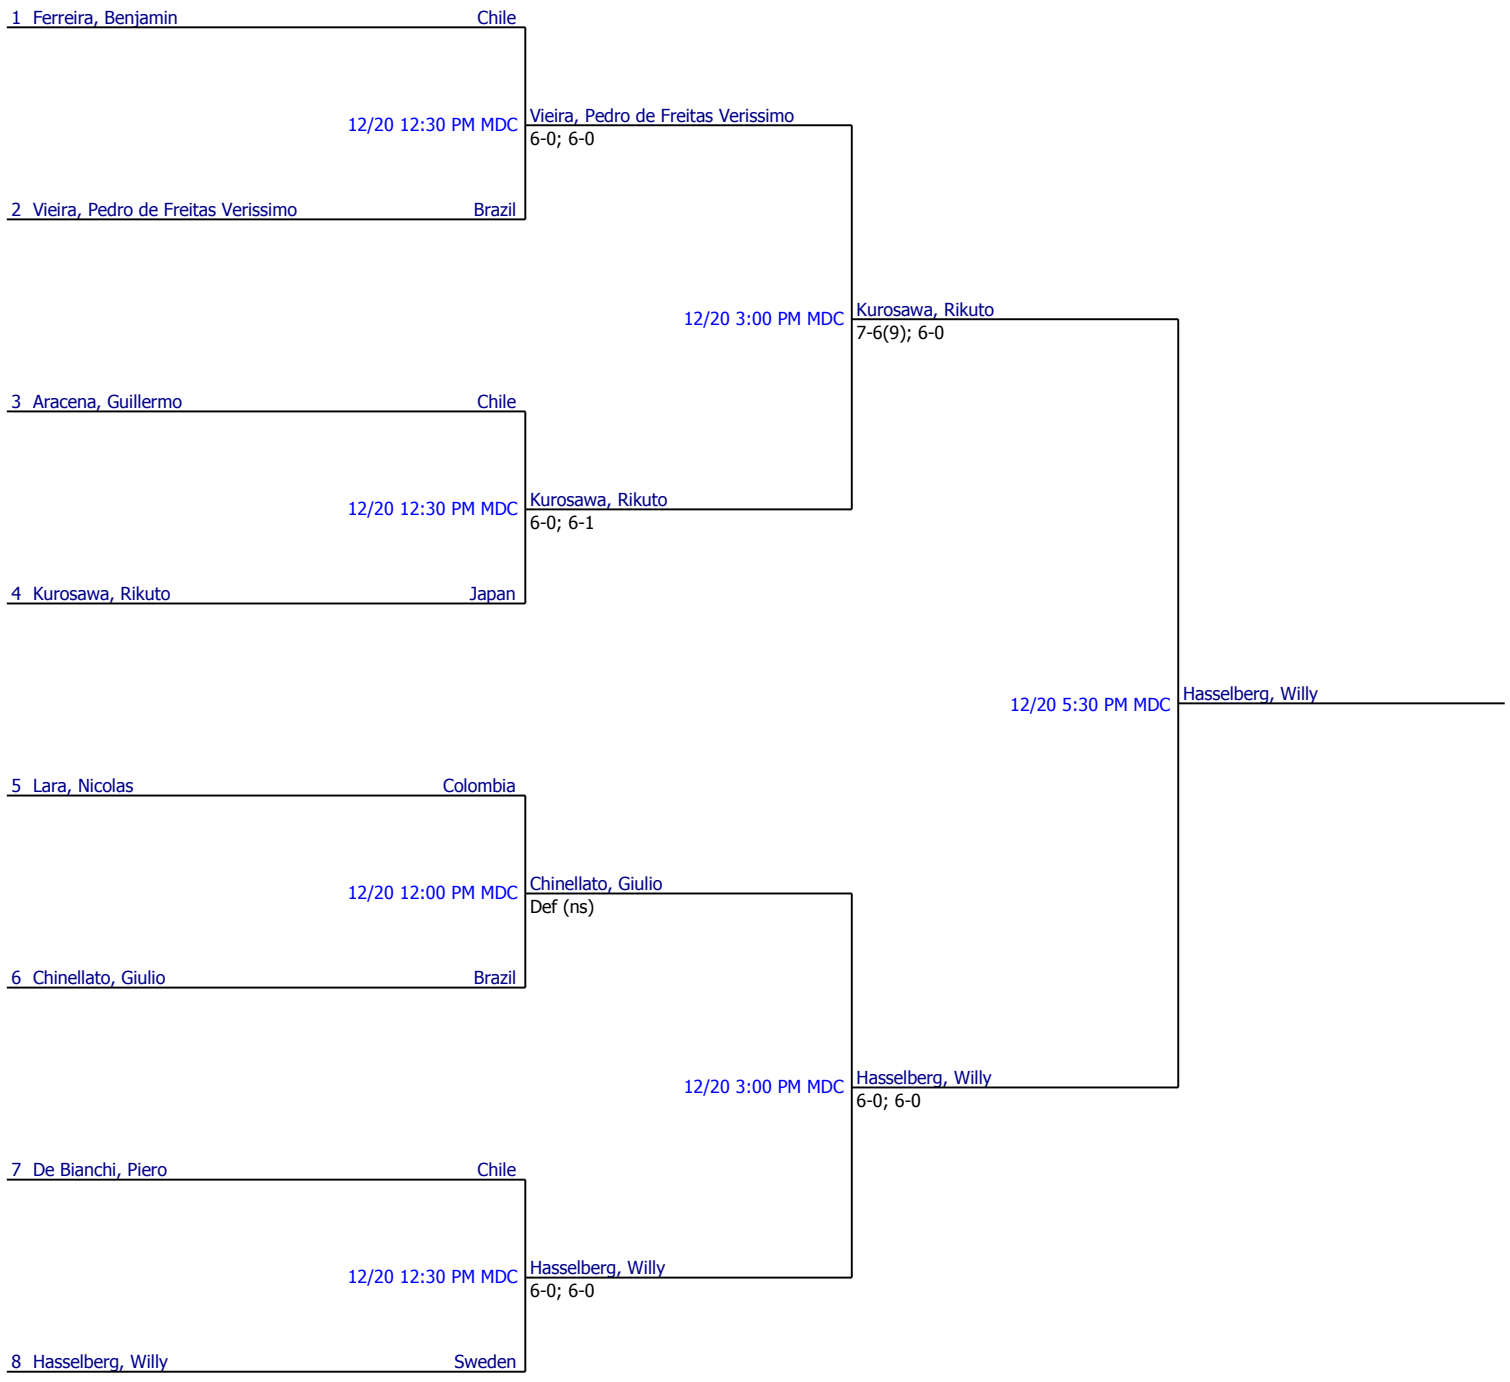 1 Ferreira, Benjamin Chile
12/20 12:30 PM MDC
Vieira, Pedro de Freitas Verissimo
6-0; 6-0
2 Vieira, Pedro de Freitas Verissimo Brazil
12/20 3:00 PM MDC
Kurosawa, Rikuto
7-6(9); 6-0
3 Aracena, Guillermo Chile
12/20 12:30 PM MDC
Kurosawa, Rikuto
6-0; 6-1
4 Kurosawa, Rikuto Japan
12/20 5:30 PM MDC
Hasselberg, Willy
5 Lara, Nicolas Colombia
12/20 12:00 PM MDC
Chinellato, Giulio
Def (ns)
6 Chinellato, Giulio Brazil
12/20 3:00 PM MDC
Hasselberg, Willy
6-0; 6-0
7 De Bianchi, Piero Chile
12/20 12:30 PM MDC
Hasselberg, Willy
6-0; 6-0
8 Hasselberg, Willy Sweden